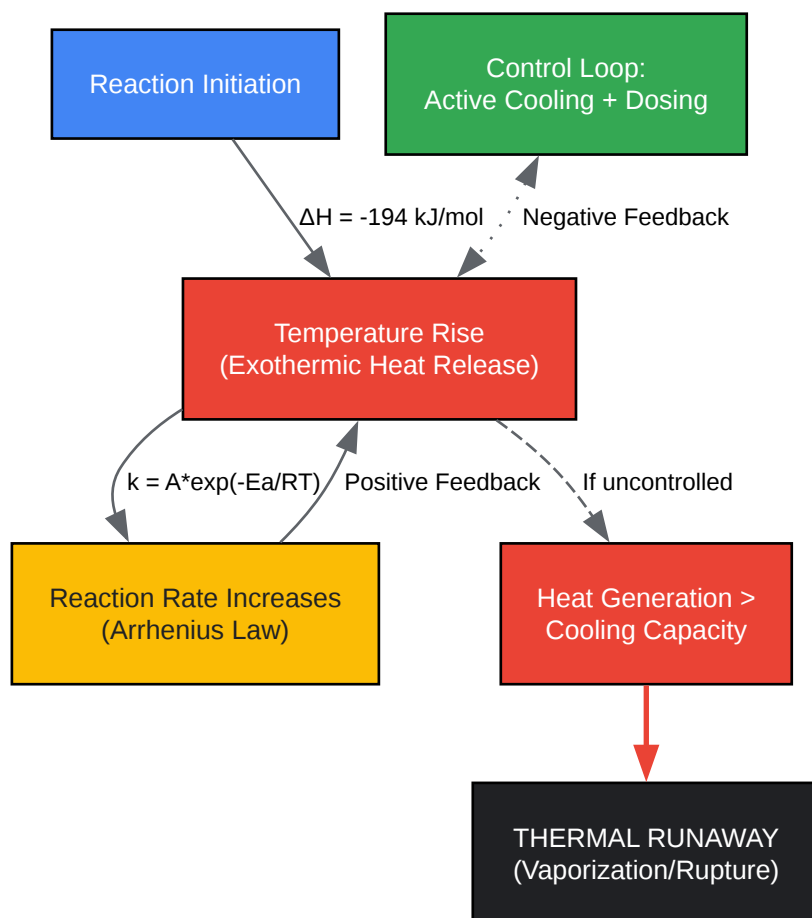 Reaction Initiation
Control Loop:
Active Cooling + Dosing
ΔH = -194 kJ/mol
Negative Feedback
Temperature Rise
(Exothermic Heat Release)
k = A*exp(-Ea/RT)
Positive Feedback
If uncontrolled
Reaction Rate Increases
(Arrhenius Law)
Heat Generation >
Cooling Capacity
THERMAL RUNAWAY
(Vaporization/Rupture)